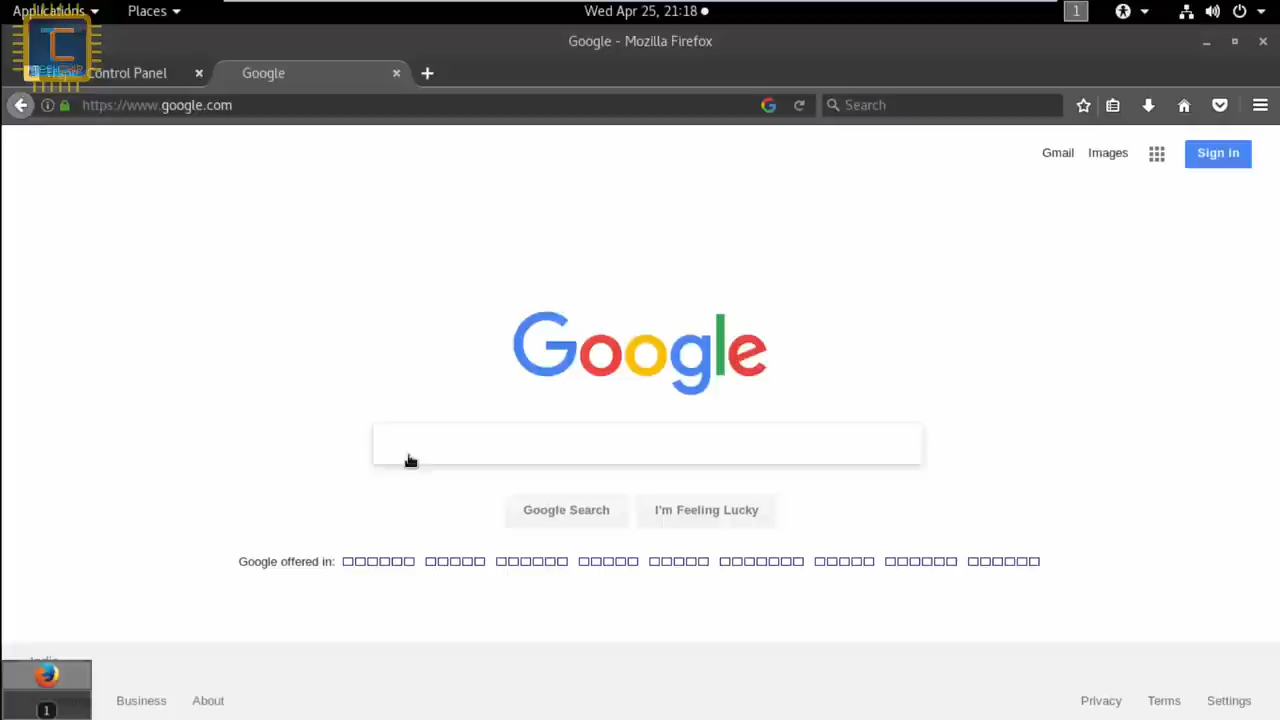 Applications Places Wed Apr 25, 21:18 1
Google - Mozilla Firefox
Control Panel Google
https://www.google.com Search
Gmail Images Sign in
Google
Google Search I'm Feeling Lucky
Google offered in:
India
Business About Privacy Terms Settings
1